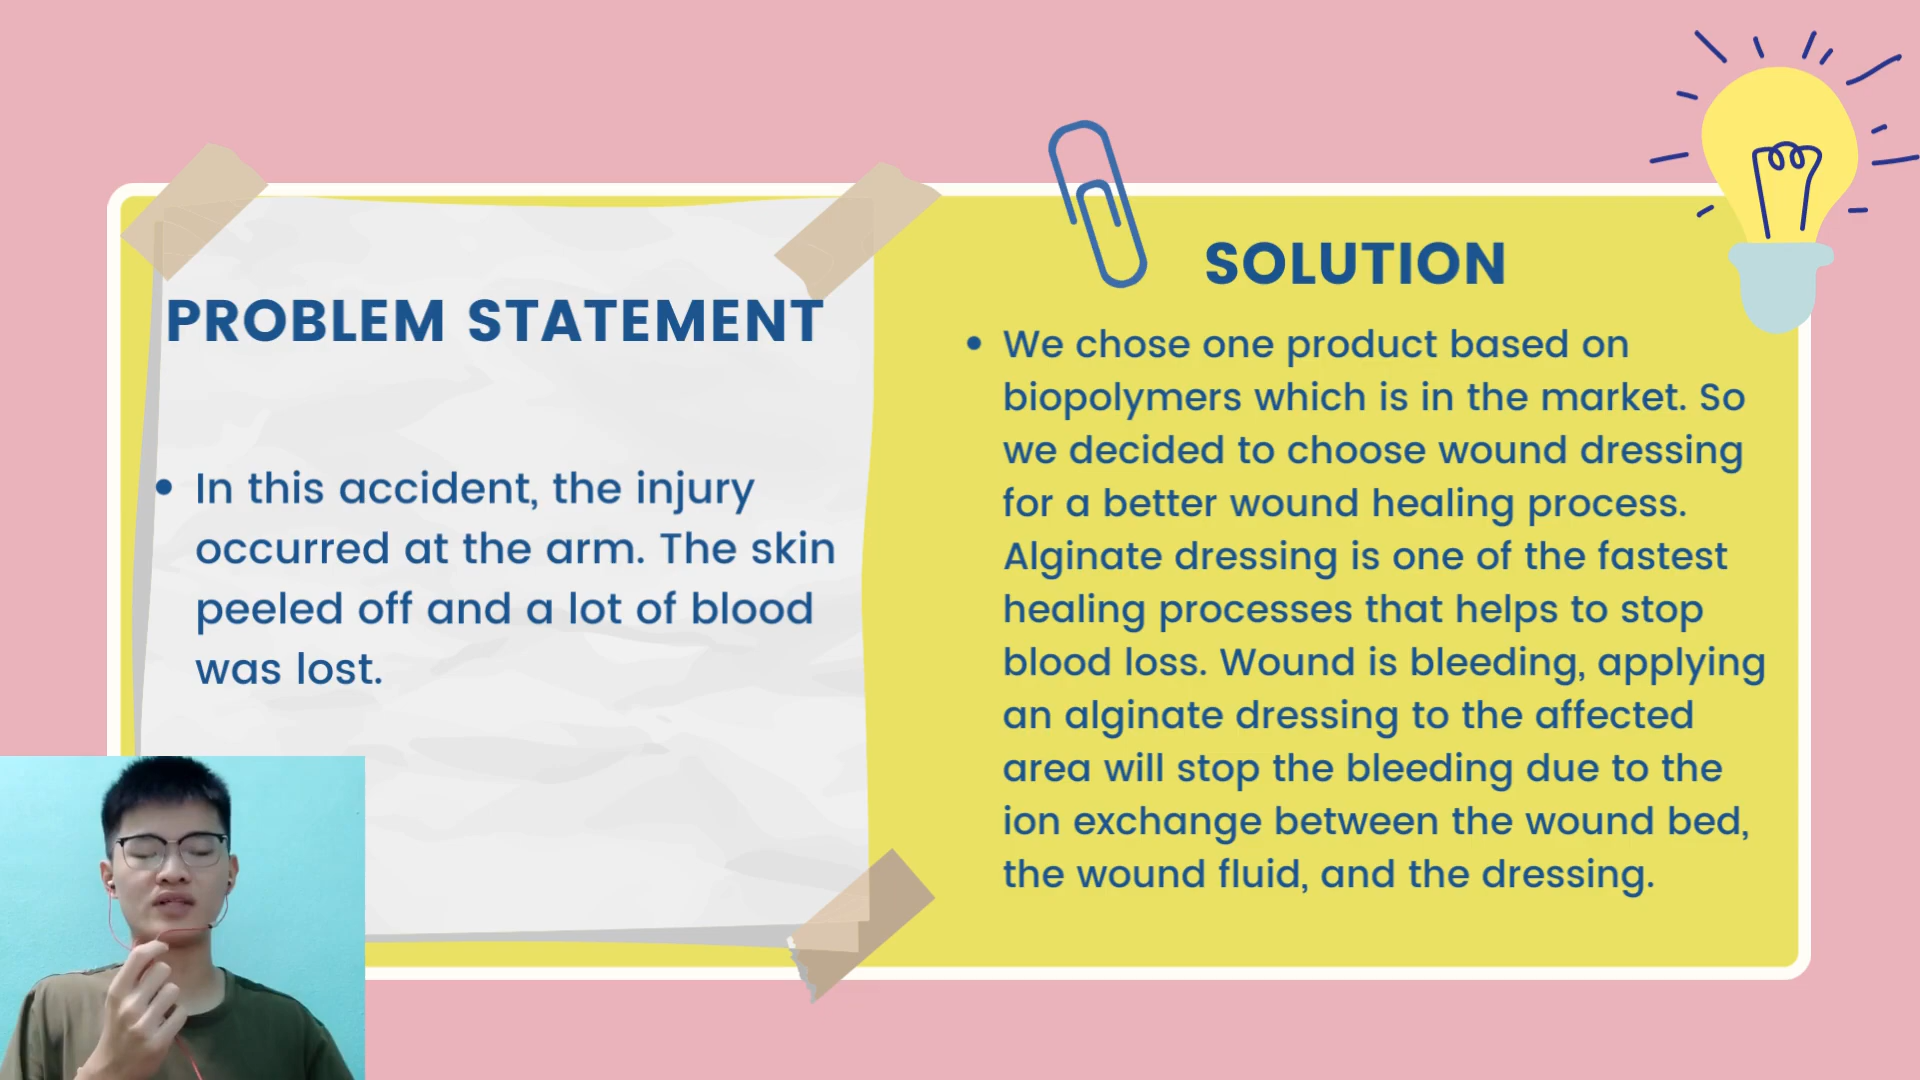 PROBLEM STATEMENT
• In this accident, the injury
occurred at the arm. The skin
peeled off and a lot of blood
was lost.
SOLUTION
• We chose one product based on
biopolymers which is in the market. So
we decided to choose wound dressing
for a better wound healing process.
Alginate dressing is one of the fastest
healing processes that helps to stop
blood loss. Wound is bleeding, applying
an alginate dressing to the affected
area will stop the bleeding due to the
ion exchange between the wound bed,
the wound fluid, and the dressing.